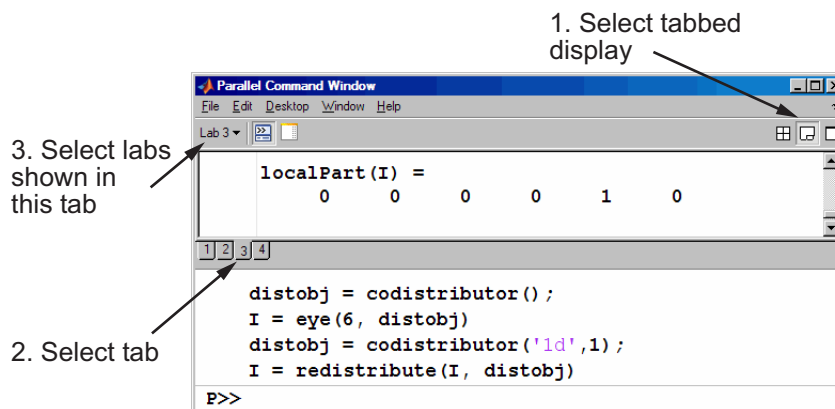 1. Select tabbed
display
Parallel Command Window
File Edit Desktop Window Help
Lab 3
3. Select labs
shown in
this tab
localPart(I) =
0 0 0 0 1 0
1 2 3 4
distobj = codistributor();
I = eye(6, distobj)
distobj = codistributor('1d',1);
I = redistribute(I, distobj)
2. Select tab
P>>